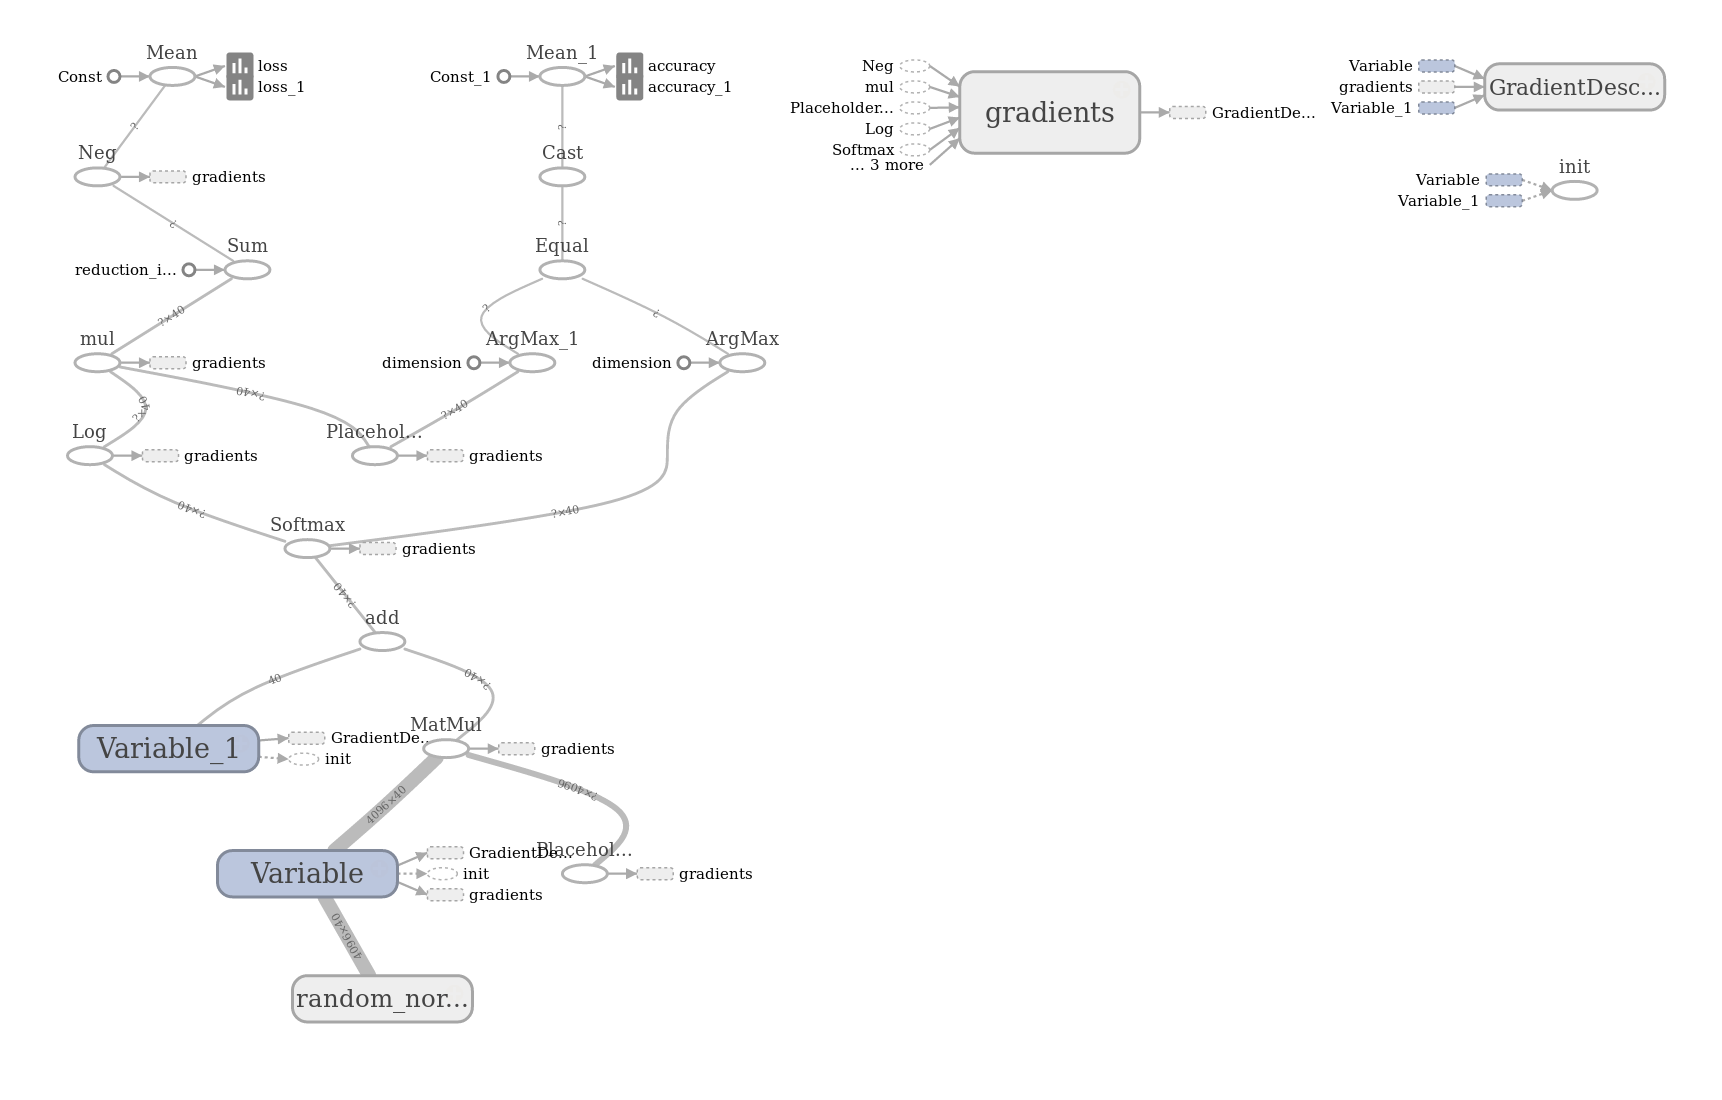 Mean
Const
loss
loss_1
?
Neg
gradients
?
Sum
reduction_i...
?×40
mul
gradients
?×40
?×40
Log
gradients
Mean_1
Const_1
accuracy
accuracy_1
?
Cast
?
Equal
?
?
ArgMax_1
dimension
ArgMax
dimension
?×40
Placehol...
gradients
?×40
?×40
Softmax
gradients
?×40
add
40
?×40
Variable_1
GradientDe...
init
MatMul
gradients
4096×40
?×4096
Variable
GradientDe...
init
gradients
Placehol...
gradients
4096×40
random_nor...
Neg
mul
Placeholder...
Log
Softmax
... 3 more
gradients
GradientDe...
Variable
gradients
Variable_1
GradientDesc...
init
Variable
Variable_1